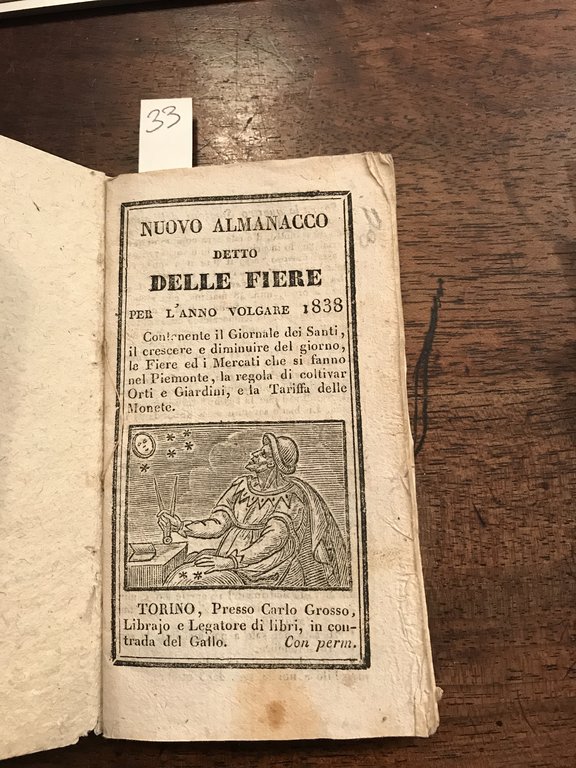 33
NUOVO ALMANACCO
DETTO
DELLE FIERE
PER L'ANNO VOLGARE 1838
Contenente il Giornale dei Santi,
il crescere e diminuire del giorno,
le Fiere ed i Mercati che si fanno
nel Piemonte, la regola di coltivar
Orti e Giardini, e la Tariffa delle
Monete.
TORINO, Presso Carlo Grosso,
Librajo e Legatore di libri, in con-
trada del Gallo. Con perm.